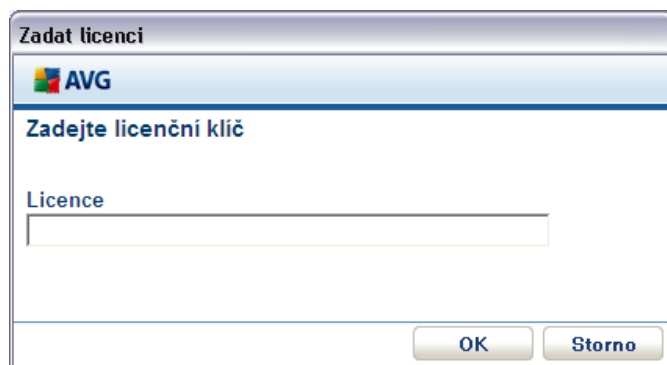 Zadat licenci
AVG
Zadejte licenční klíč
Licence
OK Storno